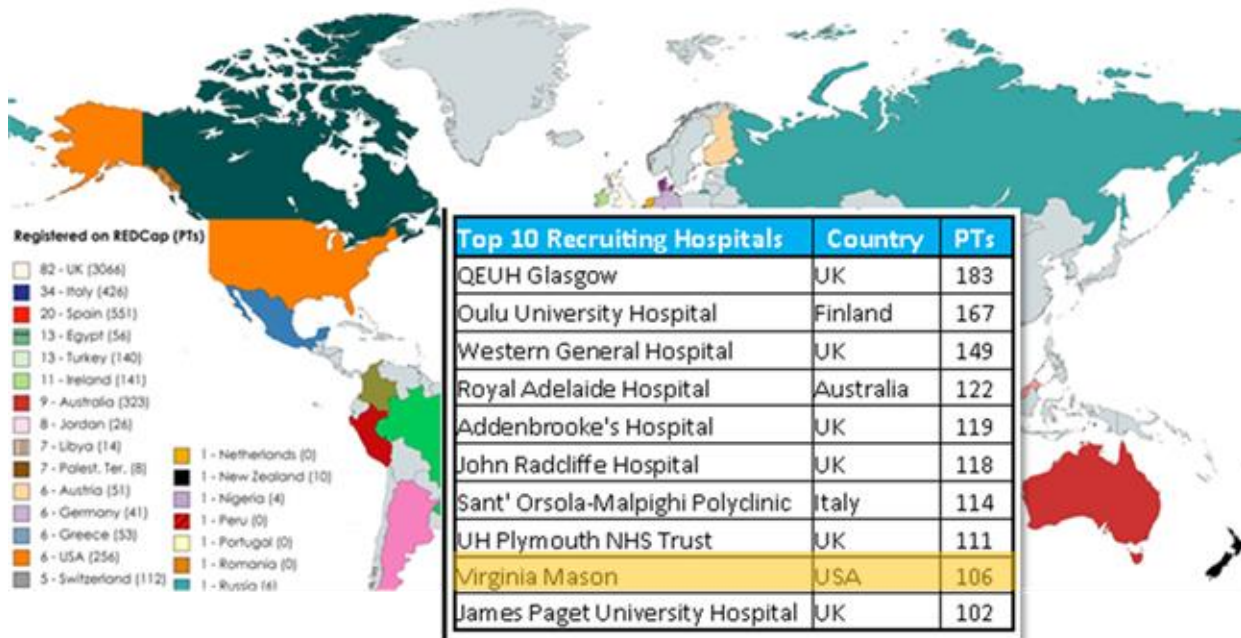 Registered on REDCap (PTs)
82 - UK (3066)
34 - Italy (426)
20 - Spain (551)
13 - Egypt (56)
13 - Turkey (140)
11 - Ireland (141)
9 - Australia (323)
8 - Jordan (26)
7 - Libya (14)
7 - Palest. Ter. (8)
6 - Austria (51)
6 - Germany (41)
6 - Greece (53)
6 - USA (256)
5 - Switzerland (112)
1 - Netherlands (0)
1 - New Zealand (10)
1 - Nigeria (4)
1 - Peru (0)
1 - Portugal (0)
1 - Romania (0)
1 - Russia (6)
Top 10 Recruiting Hospitals Country PTs
QEUH Glasgow UK 183
Oulu University Hospital Finland 167
Western General Hospital UK 149
Royal Adelaide Hospital Australia 122
Addenbrooke's Hospital UK 119
John Radcliffe Hospital UK 118
Sant' Orsola-Malpighi Polyclinic Italy 114
UH Plymouth NHS Trust UK 111
Virginia Mason USA 106
James Paget University Hospital UK 102